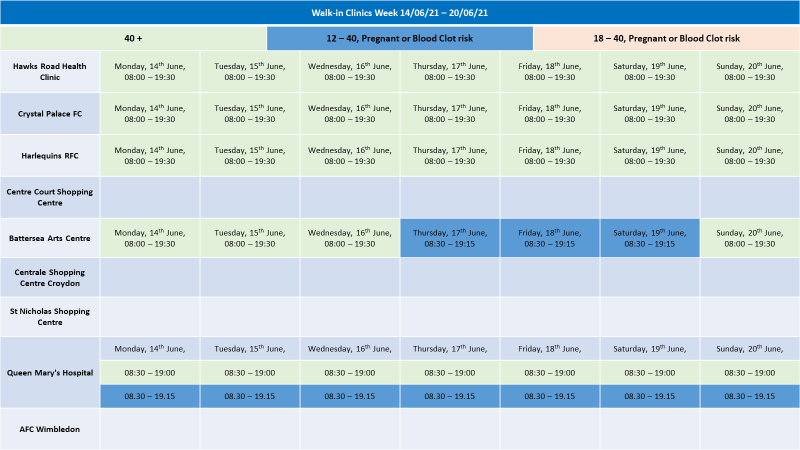 Walk-in Clinics Week 14/06/21 – 20/06/21
40 + 12 – 40, Pregnant or Blood Clot risk 18 – 40, Pregnant or Blood Clot risk
Hawks Road Health
Clinic
Monday, 14th June,
08:00 – 19:30
Tuesday, 15th June,
08:00 – 19:30
Wednesday, 16th June,
08:00 – 19:30
Thursday, 17th June,
08:00 – 19:30
Friday, 18th June,
08:00 – 19:30
Saturday, 19th June,
08:00 – 19:30
Sunday, 20th June,
08:00 – 19:30
Crystal Palace FC
Monday, 14th June,
08:00 – 19:30
Tuesday, 15th June,
08:00 – 19:30
Wednesday, 16th June,
08:00 – 19:30
Thursday, 17th June,
08:00 – 19:30
Friday, 18th June,
08:00 – 19:30
Saturday, 19th June,
08:00 – 19:30
Sunday, 20th June,
08:00 – 19:30
Harlequins RFC
Monday, 14th June,
08:00 – 19:30
Tuesday, 15th June,
08:00 – 19:30
Wednesday, 16th June,
08:00 – 19:30
Thursday, 17th June,
08:00 – 19:30
Friday, 18th June,
08:00 – 19:30
Saturday, 19th June,
08:00 – 19:30
Sunday, 20th June,
08:00 – 19:30
Centre Court Shopping
Centre
Battersea Arts Centre
Monday, 14th June,
08:00 – 19:30
Tuesday, 15th June,
08:00 – 19:30
Wednesday, 16th June,
08:00 – 19:30
Thursday, 17th June,
08:30 – 19:15
Friday, 18th June,
08:30 – 19:15
Saturday, 19th June,
08:30 – 19:15
Sunday, 20th June,
08:00 – 19:30
Centrale Shopping
Centre Croydon
St Nicholas Shopping
Centre
Queen Mary's Hospital
Monday, 14th June, Tuesday, 15th June, Wednesday, 16th June, Thursday, 17th June, Friday, 18th June, Saturday, 19th June, Sunday, 20th June,
08:30 – 19:00 08:30 – 19:00 08:30 – 19:00 08:30 – 19:00 08:30 – 19:00 08:30 – 19:00 08:30 – 19:00
08.30 – 19.15 08.30 – 19.15 08.30 – 19.15 08.30 – 19.15 08.30 – 19.15 08.30 – 19.15 08.30 – 19.15
AFC Wimbledon